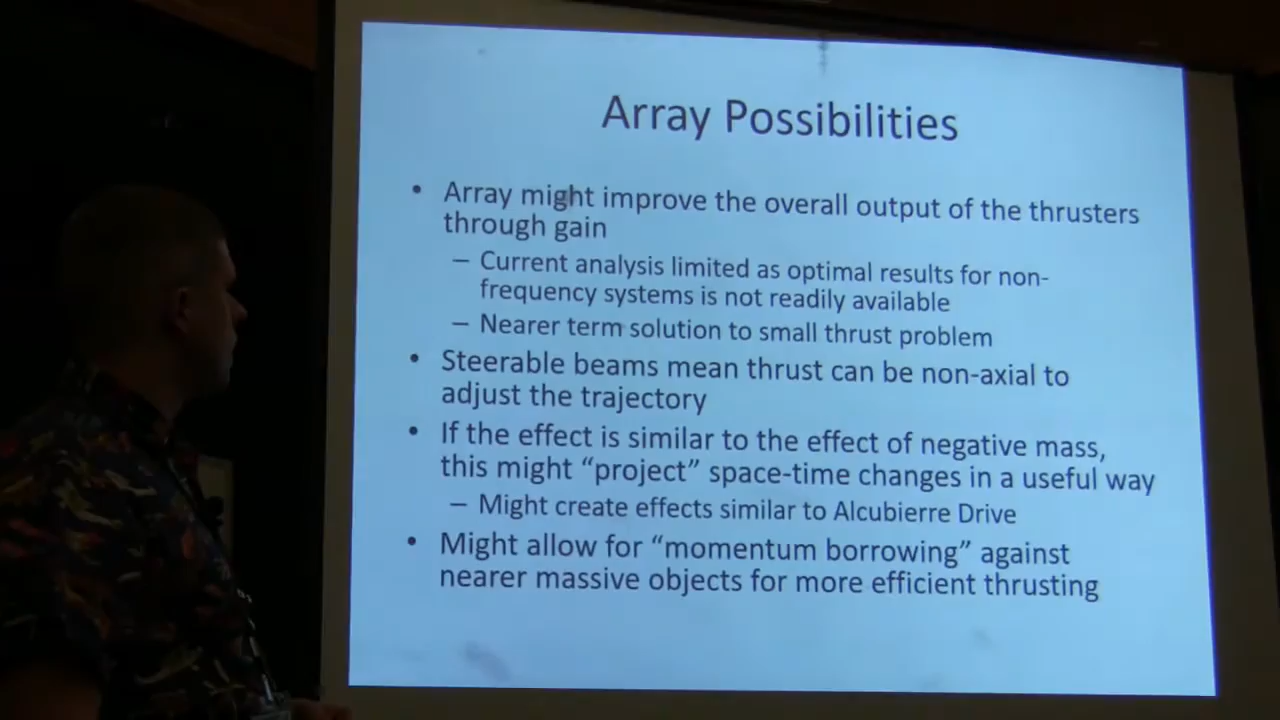 Array Possibilities
• Array might improve the overall output of the thrusters
through gain
– Current analysis limited as optimal results for non-
frequency systems is not readily available
– Nearer term solution to small thrust problem
• Steerable beams mean thrust can be non-axial to
adjust the trajectory
• If the effect is similar to the effect of negative mass,
this might “project” space-time changes in a useful way
– Might create effects similar to Alcubierre Drive
• Might allow for “momentum borrowing” against
nearer massive objects for more efficient thrusting